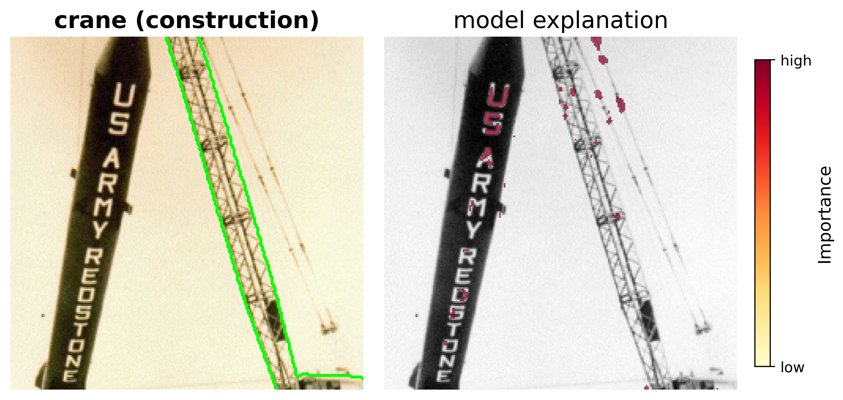 crane (construction)
model explanation
US ARMY REDSTONE
US ARMY REDSTONE
high
Importance
low